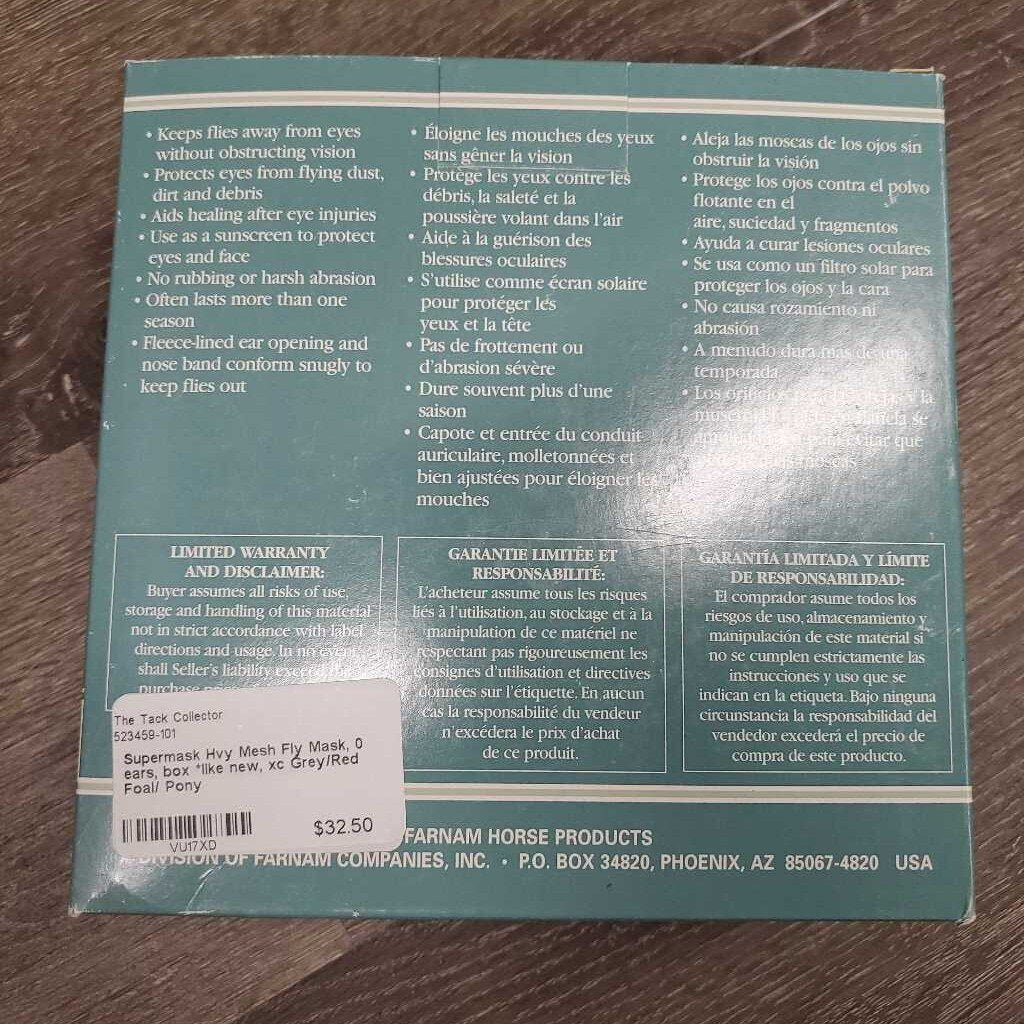 • Keeps flies away from eyes
without obstructing vision
• Protects eyes from flying dust,
dirt and debris
• Aids healing after eye injuries
• Use as a sunscreen to protect
eyes and face
• No rubbing or harsh abrasion
• Often lasts more than one
season
• Fleece-lined ear opening and
nose band conform snugly to
keep flies out
• Éloigne les mouches des yeux
sans gêner la vision
• Protège les yeux contre les
débris, la saleté et la
poussière volant dans l'air
• Aide à la guérison des
blessures oculaires
• S'utilise comme écran solaire
pour protéger les
yeux et la tête
• Pas de frottement ou
d'abrasion sévère
• Dure souvent plus d'une
saison
• Capote et entrée du conduit
auriculaire, molletonnées et
bien ajustées pour éloigner les
mouches
• Aleja las moscas de los ojos sin
obstruir la visión
• Protege los ojos contra el polvo
flotante en el
aire, suciedad y fragmentos
• Ayuda a curar lesiones oculares
• Se usa como un filtro solar para
proteger los ojos y la cara
• No causa rozamiento ni
abrasión
• A menudo dura más de una
temporada
• Los y la
se
para evitar que
moscas
LIMITED WARRANTY
AND DISCLAIMER:
Buyer assumes all risks of use,
storage and handling of this material
not in strict accordance with label
directions and usage. In no event
shall Seller's liability exceed the
purchase
GARANTIE LIMITÉE ET
RESPONSABILITÉ:
L'acheteur assume tous les risques
liés à l'utilisation, au stockage et à la
manipulation de ce matériel ne
respectant pas rigoureusement les
consignes d'utilisation et directives
données sur l'étiquette. En aucun
cas la responsabilité du vendeur
n'excédera le prix d'achat
de ce produit.
GARANTÍA LIMITADA Y LÍMITE
DE RESPONSABILIDAD:
El comprador asume todos los
riesgos de uso, almacenamiento y
manipulación de este material si
no se cumplen estrictamente las
instrucciones y uso que se
indican en la etiqueta. Bajo ninguna
circunstancia la responsabilidad del
vendedor excederá el precio de
compra de este producto.
The Tack Collector
523459-101
Supermask Hvy Mesh Fly Mask, 0
ears, box *like new, xc Grey/Red
Foal/ Pony
$32.50
VU17XD
FARNAM HORSE PRODUCTS
A DIVISION OF FARNAM COMPANIES, INC. • P.O. BOX 34820, PHOENIX, AZ 85067-4820 USA